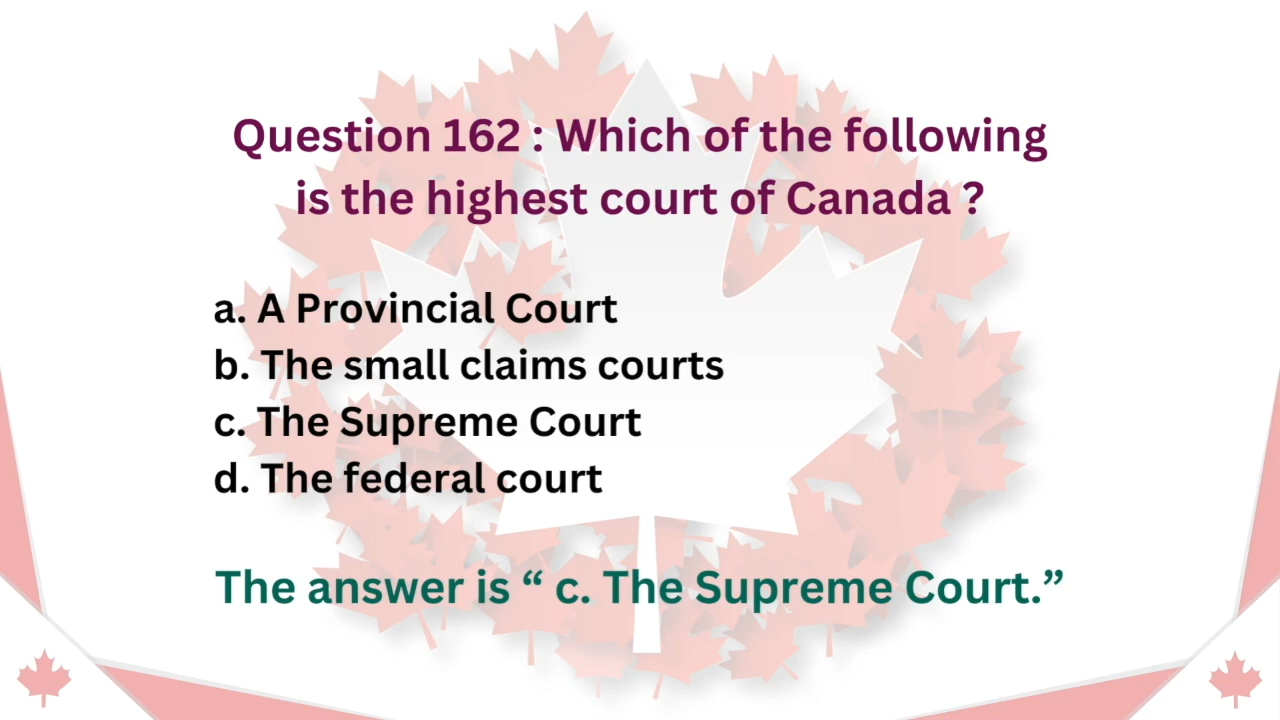 Question 162 : Which of the following
is the highest court of Canada ?
a. A Provincial Court
b. The small claims courts
c. The Supreme Court
d. The federal court
The answer is “ c. The Supreme Court.”